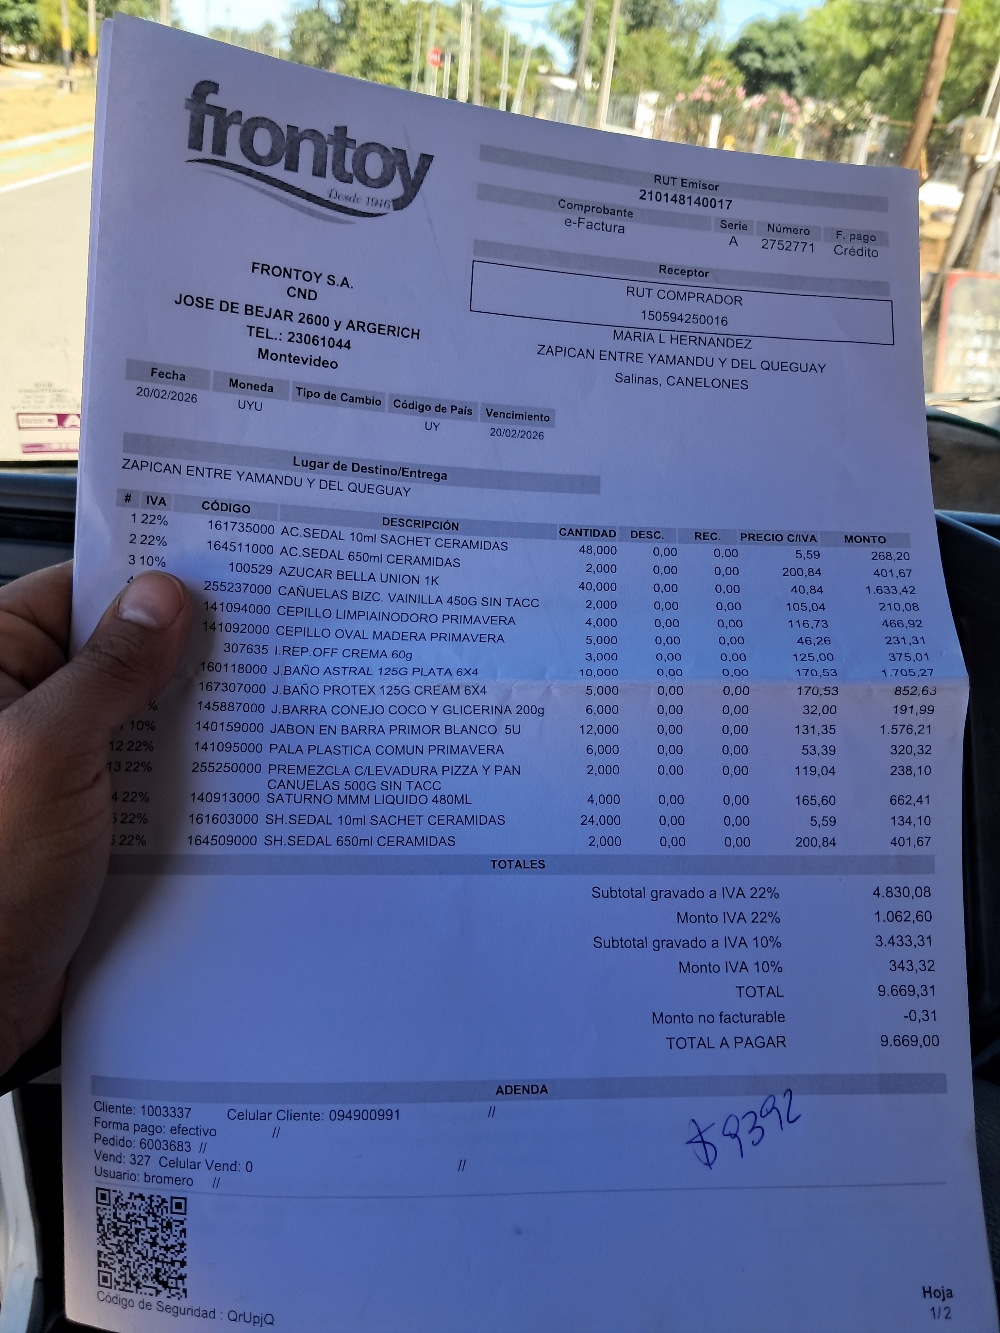 frontoy
Desde 1946
RUT Emisor
210148140017
Comprobante Serie Número F. pago
e-Factura A 2752771 Crédito
Receptor
RUT COMPRADOR
150594250016
MARIA L HERNANDEZ
ZAPICAN ENTRE YAMANDU Y DEL QUEGUAY
Salinas, CANELONES
FRONTOY S.A.
CND
JOSE DE BEJAR 2600 y ARGERICH
TEL.: 23061044
Montevideo
Fecha Moneda Tipo de Cambio Código de País Vencimiento
20/02/2026 UYU UY 20/02/2026
Lugar de Destino/Entrega
ZAPICAN ENTRE YAMANDU Y DEL QUEGUAY
# IVA CÓDIGO DESCRIPCIÓN CANTIDAD DESC. REC. PRECIO C/IVA MONTO
1 22% 161735000 AC.SEDAL 10ml SACHET CERAMIDAS 48,000 0,00 0,00 5,59 268,20
2 22% 164511000 AC.SEDAL 650ml CERAMIDAS 2,000 0,00 0,00 200,84 401,67
3 10% 100529 AZUCAR BELLA UNION 1K 40,000 0,00 0,00 40,84 1.633,42
255237000 CAÑUELAS BIZC. VAINILLA 450G SIN TACC 2,000 0,00 0,00 105,04 210,08
141094000 CEPILLO LIMPIAINODORO PRIMAVERA 4,000 0,00 0,00 116,73 466,92
141092000 CEPILLO OVAL MADERA PRIMAVERA 5,000 0,00 0,00 46,26 231,31
307635 I.REP.OFF CREMA 60g 3,000 0,00 0,00 125,00 375,01
160118000 J.BAÑO ASTRAL 125G PLATA 6X4 10,000 0,00 0,00 170,53 1.705,27
167307000 J.BAÑO PROTEX 125G CREAM 6X4 5,000 0,00 0,00 170,53 852,63
% 145887000 J.BARRA CONEJO COCO Y GLICERINA 200g 6,000 0,00 0,00 32,00 191,99
10% 140159000 JABON EN BARRA PRIMOR BLANCO 5U 12,000 0,00 0,00 131,35 1.576,21
12 22% 141095000 PALA PLASTICA COMUN PRIMAVERA 6,000 0,00 0,00 53,39 320,32
13 22% 255250000 PREMEZCLA C/LEVADURA PIZZA Y PAN 2,000 0,00 0,00 119,04 238,10
CANUELAS 500G SIN TACC
4 22% 140913000 SATURNO MMM LIQUIDO 480ML 4,000 0,00 0,00 165,60 662,41
22% 161603000 SH.SEDAL 10ml SACHET CERAMIDAS 24,000 0,00 0,00 5,59 134,10
22% 164509000 SH.SEDAL 650ml CERAMIDAS 2,000 0,00 0,00 200,84 401,67
TOTALES
Subtotal gravado a IVA 22% 4.830,08
Monto IVA 22% 1.062,60
Subtotal gravado a IVA 10% 3.433,31
Monto IVA 10% 343,32
TOTAL 9.669,31
Monto no facturable -0,31
TOTAL A PAGAR 9.669,00
ADENDA
Cliente: 1003337 Celular Cliente: 094900991 //
Forma pago: efectivo //
Pedido: 6003683 //
Vend: 327 Celular Vend: 0 //
Usuario: bromero //
$9392
Código de Seguridad : QrUpjQ
Hoja
1/2